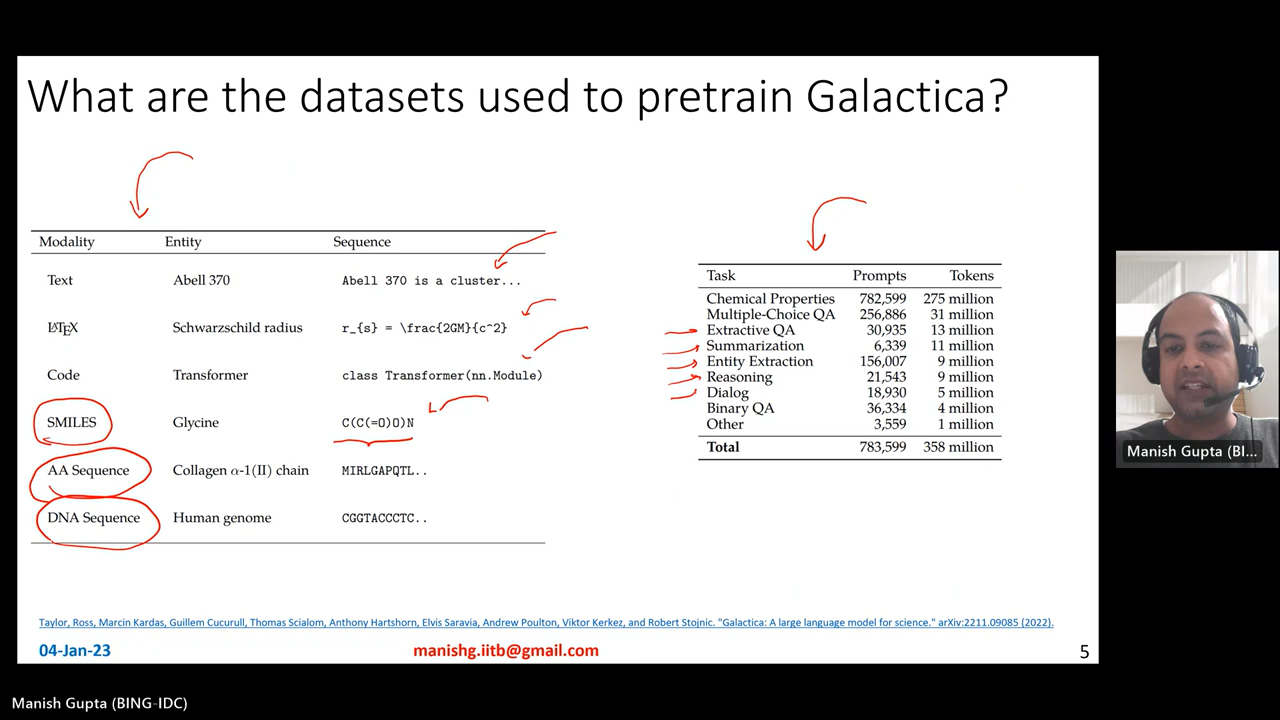 What are the datasets used to pretrain Galactica?
Modality Entity Sequence
Text Abell 370 Abell 370 is a cluster...
LATEX Schwarzschild radius r_{s} = \frac{2GM}{c^2}
Code Transformer class Transformer(nn.Module)
SMILES Glycine C(C(=O)O)N
AA Sequence Collagen α-1(II) chain MIRLGAPQTL..
DNA Sequence Human genome CGGTACCCTC..
Task Prompts Tokens
Chemical Properties 782,599 275 million
Multiple-Choice QA 256,886 31 million
Extractive QA 30,935 13 million
Summarization 6,339 11 million
Entity Extraction 156,007 9 million
Reasoning 21,543 9 million
Dialog 18,930 5 million
Binary QA 36,334 4 million
Other 3,559 1 million
Total 783,599 358 million
Manish Gupta (BI...
Taylor, Ross, Marcin Kardas, Guillem Cucurull, Thomas Scialom, Anthony Hartshorn, Elvis Saravia, Andrew Poulton, Viktor Kerkez, and Robert Stojnic. "Galactica: A large language model for science." arXiv:2211.09085 (2022).
04-Jan-23 manishg.iitb@gmail.com 5
Manish Gupta (BING-IDC)